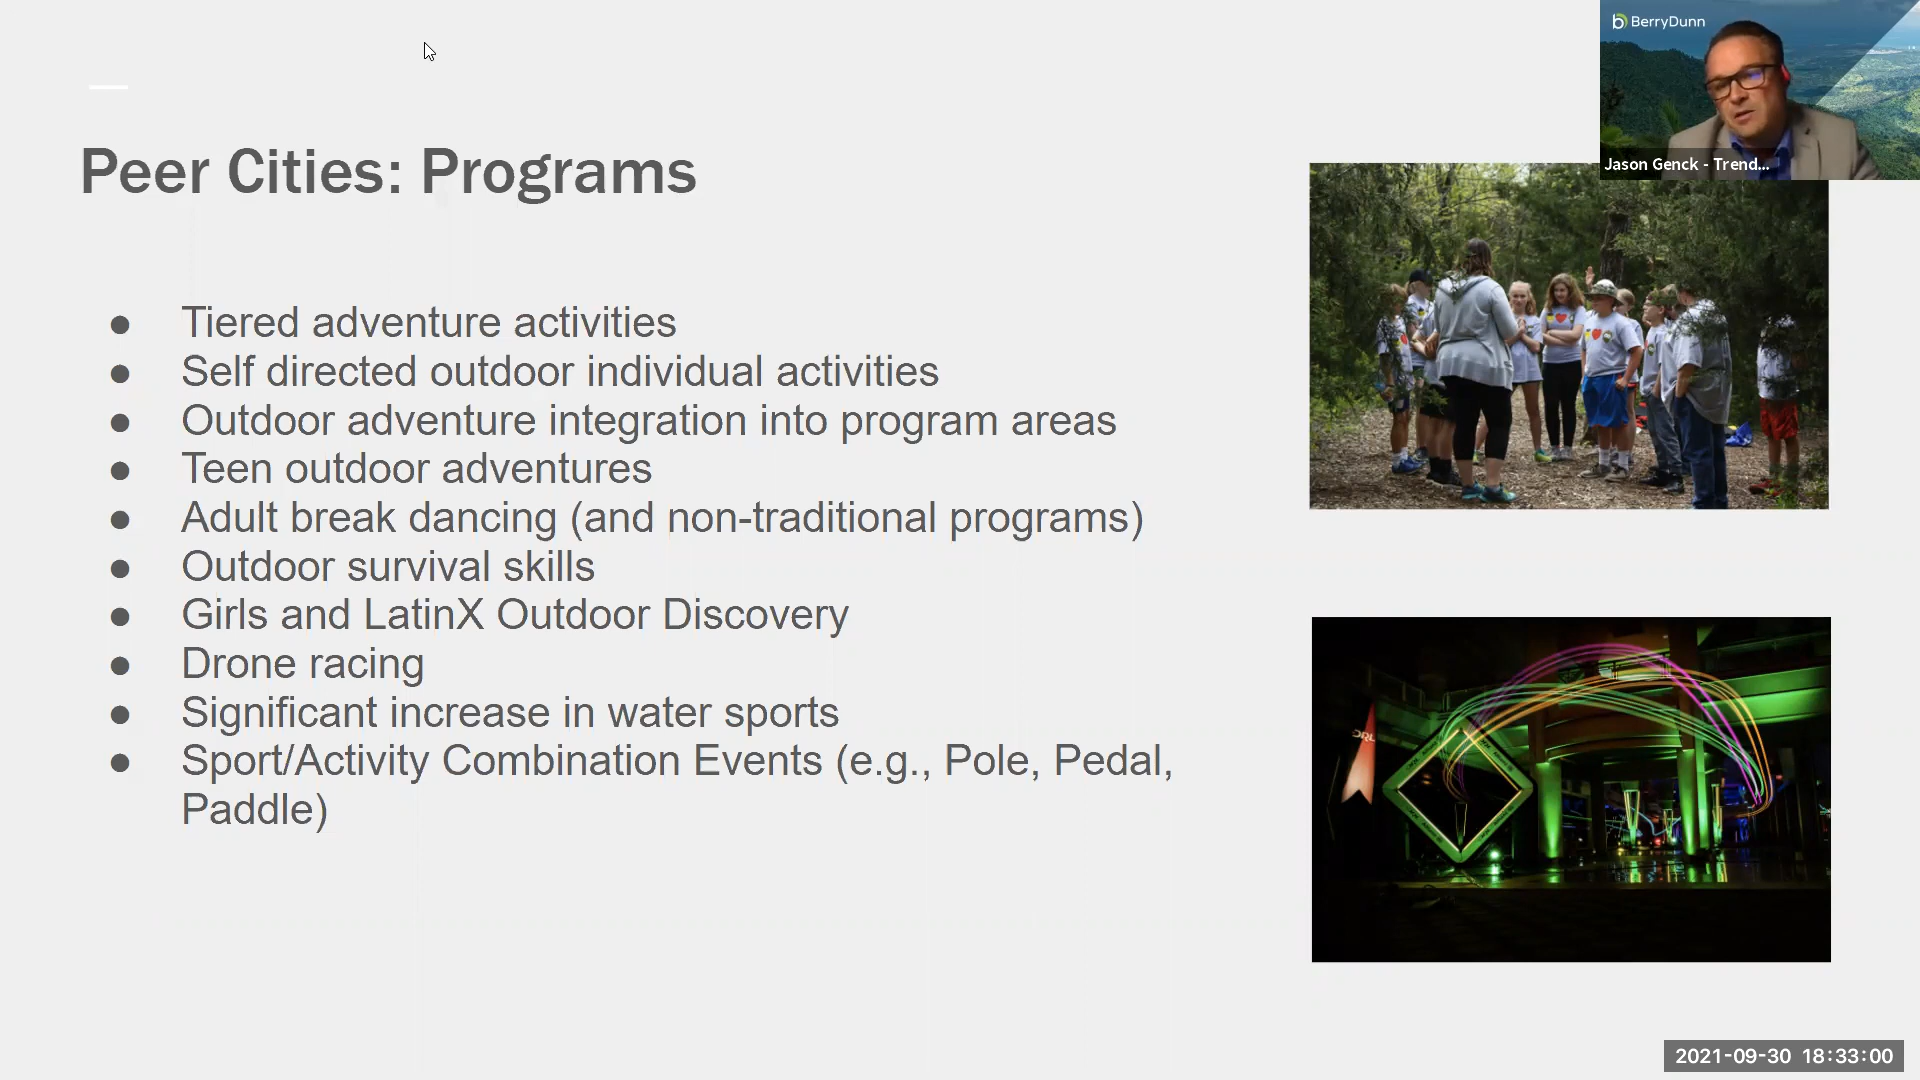 BerryDunn
Jason Genck - Trend...
Peer Cities: Programs
● Tiered adventure activities
● Self directed outdoor individual activities
● Outdoor adventure integration into program areas
● Teen outdoor adventures
● Adult break dancing (and non-traditional programs)
● Outdoor survival skills
● Girls and LatinX Outdoor Discovery
● Drone racing
● Significant increase in water sports
● Sport/Activity Combination Events (e.g., Pole, Pedal,
Paddle)
2021-09-30 18:33:00